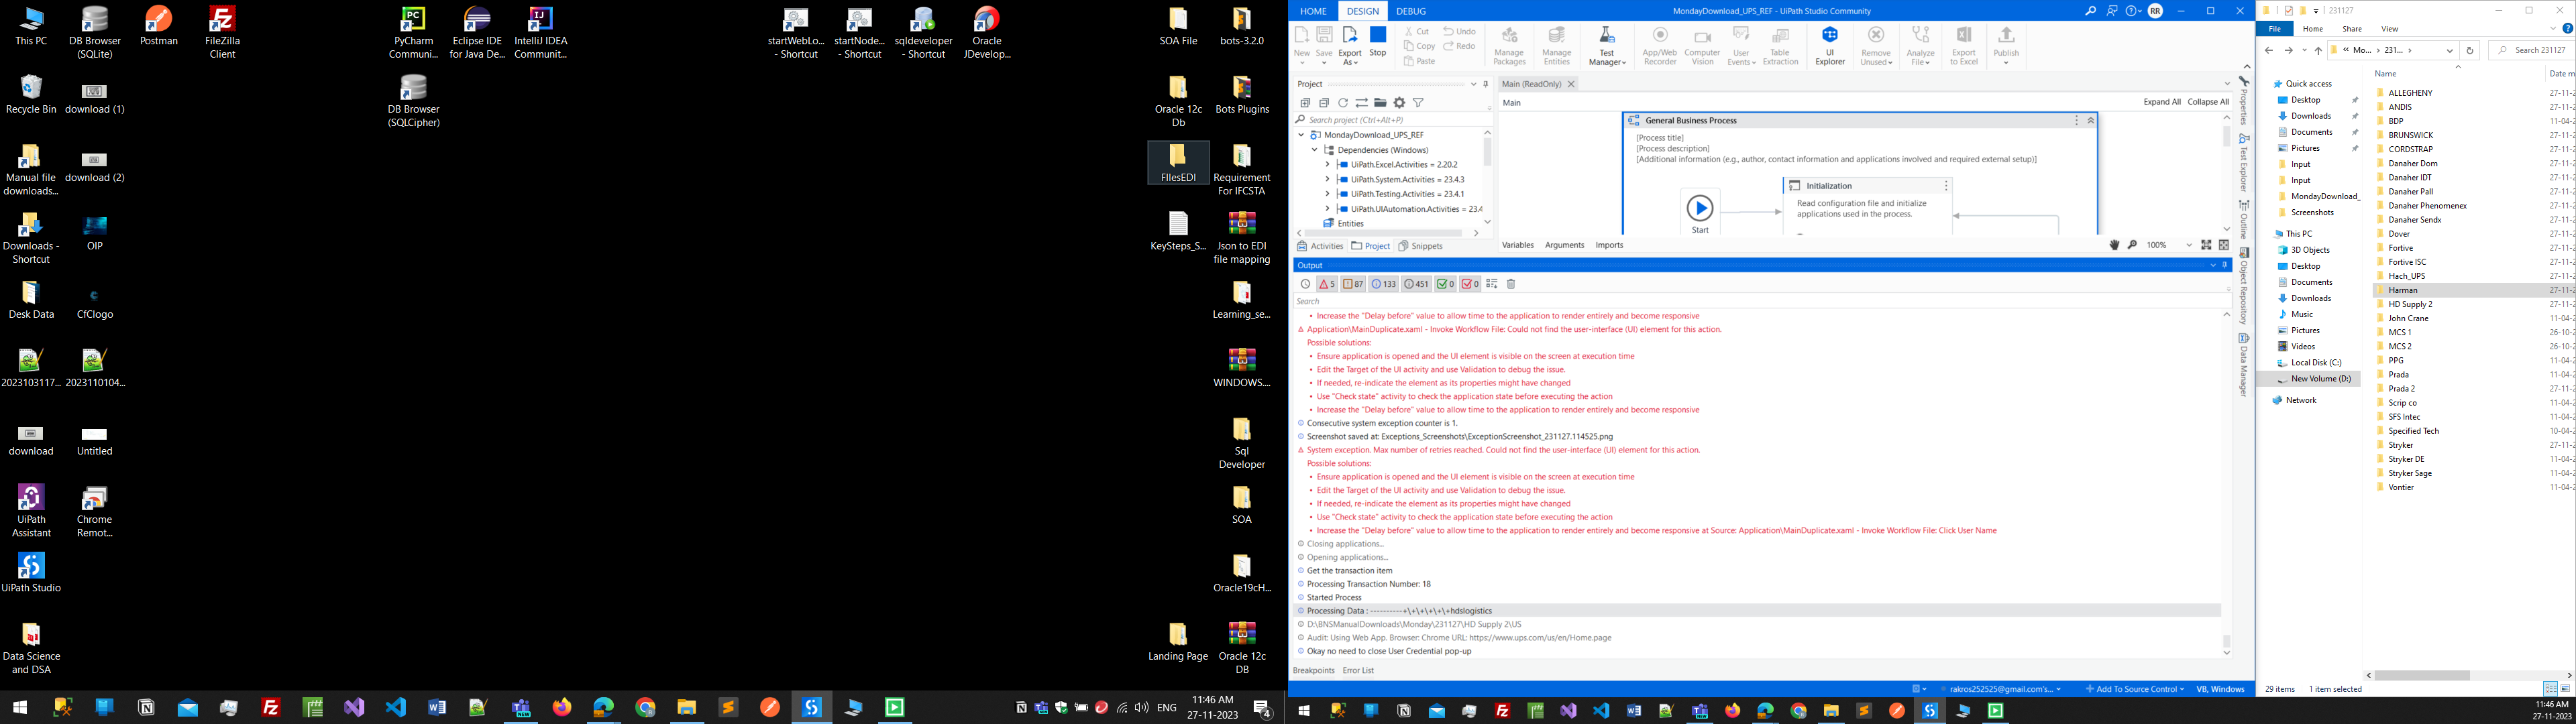 This PC
DB Browser
(SQLite)
Postman
FileZilla
Client
PyCharm
Communi...
Eclipse IDE
for Java De...
IntelliJ IDEA
Communit...
startWebLo...
- Shortcut
startNode...
- Shortcut
sqldeveloper
- Shortcut
Oracle
JDevelop...
SOA File
bots-3.2.0
Recycle Bin
download (1)
DB Browser
(SQLCipher)
Oracle 12c
Db
Bots Plugins
Manual file
downloads...
download (2)
FIlesEDI
Requirement
For IFCSTA
Downloads -
Shortcut
OIP
KeySteps_S...
Json to EDI
file mapping
Desk Data
CfClogo
Learning_se...
2023103117...
2023110104...
WINDOWS....
download
Untitled
Sql
Developer
UiPath
Assistant
Chrome
Remot...
SOA
UiPath Studio
Oracle19cH...
Data Science
and DSA
Landing Page
Oracle 12c
DB
ENG
11:46 AM
27-11-2023
4
HOME
DESIGN
DEBUG
MondayDownload_UPS_REF - UiPath Studio Community
RR
New
Save
Export
As
Stop
Cut
Copy
Paste
Undo
Redo
Manage
Packages
Manage
Entities
Test
Manager
App/Web
Recorder
Computer
Vision
User
Events
Table
Extraction
UI
Explorer
Remove
Unused
Analyze
File
Export
to Excel
Publish
Project
Search project (Ctrl+Alt+P)
MondayDownload_UPS_REF
Dependencies (Windows)
UiPath.Excel.Activities = 2.20.2
UiPath.System.Activities = 23.4.3
UiPath.Testing.Activities = 23.4.1
UiPath.UIAutomation.Activities = 23.4
Entities
Activities
Project
Snippets
Main (ReadOnly)
Main
Expand All
Collapse All
General Business Process
[Process title]
[Process description]
[Additional information (e.g., author, contact information and applications involved and required external setup)]
Initialization
Read configuration file and initialize
applications used in the process.
Start
Variables
Arguments
Imports
100%
Properties
Test Explorer
Outline
Object Repository
Data Manager
Output
5
87
133
451
0
0
Search
• Increase the "Delay before" value to allow time to the application to render entirely and become responsive
Application\MainDuplicate.xaml - Invoke Workflow File: Could not find the user-interface (UI) element for this action.
Possible solutions:
• Ensure application is opened and the UI element is visible on the screen at execution time
• Edit the Target of the UI activity and use Validation to debug the issue.
• If needed, re-indicate the element as its properties might have changed
• Use "Check state" activity to check the application state before executing the action
• Increase the "Delay before" value to allow time to the application to render entirely and become responsive
Consecutive system exception counter is 1.
Screenshot saved at: Exceptions_Screenshots\ExceptionScreenshot_231127.114525.png
System exception. Max number of retries reached. Could not find the user-interface (UI) element for this action.
Possible solutions:
• Ensure application is opened and the UI element is visible on the screen at execution time
• Edit the Target of the UI activity and use Validation to debug the issue.
• If needed, re-indicate the element as its properties might have changed
• Use "Check state" activity to check the application state before executing the action
• Increase the "Delay before" value to allow time to the application to render entirely and become responsive at Source: Application\MainDuplicate.xaml - Invoke Workflow File: Click User Name
Closing applications...
Opening applications...
Get the transaction item
Processing Transaction Number: 18
Started Process
Processing Data : ----------+\+\+\+\+\+hdslogistics
D:\BNSManualDownloads\Monday\231127\HD Supply 2\US
Audit: Using Web App. Browser: Chrome URL: https://www.ups.com/us/en/Home.page
Okay no need to close User Credential pop-up
Breakpoints
Error List
rakros252525@gmail.com's...
Add To Source Control
VB, Windows
231127
File
Home
Share
View
« Mo... › 231... ›
Search 231127
Quick access
Desktop
Downloads
Documents
Pictures
Input
Input
MondayDownload_
Screenshots
This PC
3D Objects
Desktop
Documents
Downloads
Music
Pictures
Videos
Local Disk (C:)
New Volume (D:)
Network
Name
Date m
ALLEGHENY 27-11-2
ANDIS 27-11-2
BDP 11-04-2
BRUNSWICK 27-11-2
CORDSTRAP 27-11-2
Danaher Dom 27-11-2
Danaher IDT 27-11-2
Danaher Pall 27-11-2
Danaher Phenomenex 27-11-2
Danaher Sendx 27-11-2
Dover 27-11-2
Fortive 27-11-2
Fortive ISC 27-11-2
Hach_UPS 27-11-2
Harman 27-11-2
HD Supply 2 27-11-2
John Crane 11-04-2
MCS 1 26-10-2
MCS 2 26-10-2
PPG 11-04-2
Prada 11-04-2
Prada 2 27-11-2
Scrip co 11-04-2
SFS Intec 11-04-2
Specified Tech 10-04-2
Stryker 27-11-2
Stryker DE 11-04-2
Stryker Sage 11-04-2
Vontier 11-04-2
29 items
1 item selected
11:46 AM
27-11-2023